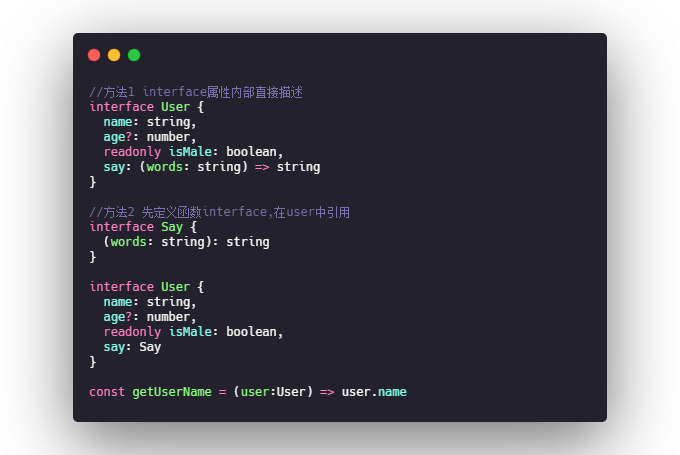 //方法1 interface属性内部直接描述
interface User {
  name: string,
  age?: number,
  readonly isMale: boolean,
  say: (words: string) => string
}

//方法2 先定义函数interface,在user中引用
interface Say {
  (words: string): string
}

interface User {
  name: string,
  age?: number,
  readonly isMale: boolean,
  say: Say
}

const getUserName = (user:User) => user.name